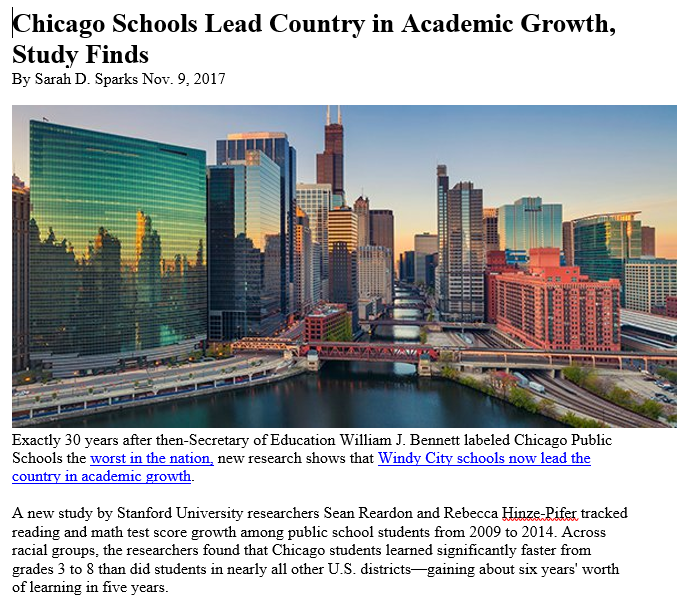 Chicago Schools Lead Country in Academic Growth,
Study Finds
By Sarah D. Sparks Nov. 9, 2017
Exactly 30 years after then-Secretary of Education William J. Bennett labeled Chicago Public
Schools the worst in the nation, new research shows that Windy City schools now lead the
country in academic growth.
A new study by Stanford University researchers Sean Reardon and Rebecca Hinze-Pifer tracked
reading and math test score growth among public school students from 2009 to 2014. Across
racial groups, the researchers found that Chicago students learned significantly faster from
grades 3 to 8 than did students in nearly all other U.S. districts—gaining about six years' worth
of learning in five years.